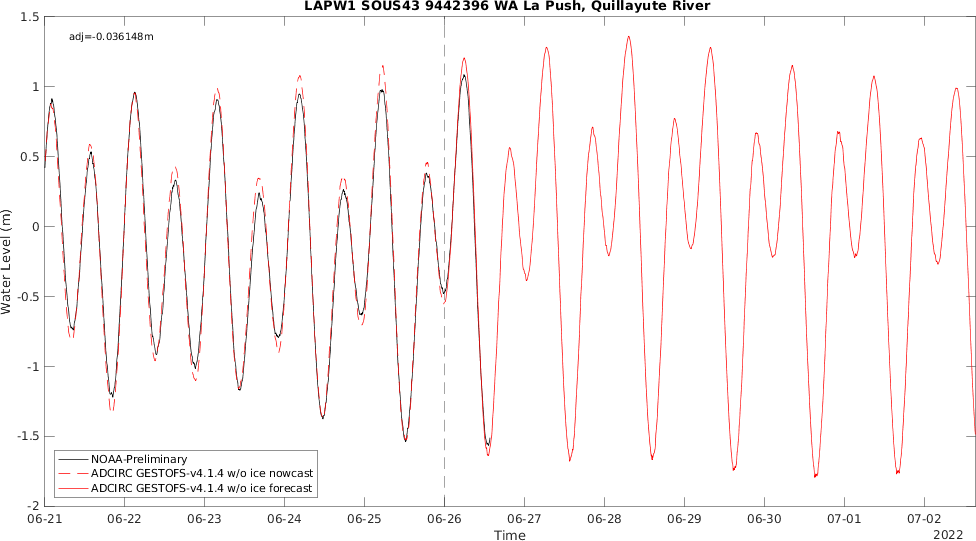 LAPW1 SOUS43 9442396 WA La Push, Quillayute River
adj=-0.036148m
1.5
1
0.5
0
-0.5
-1
-1.5
-2
Water Level (m)
NOAA-Preliminary
ADCIRC GESTOFS-v4.1.4 w/o ice nowcast
ADCIRC GESTOFS-v4.1.4 w/o ice forecast
06-21 06-22 06-23 06-24 06-25 06-26 06-27 06-28 06-29 06-30 07-01 07-02
Time
2022